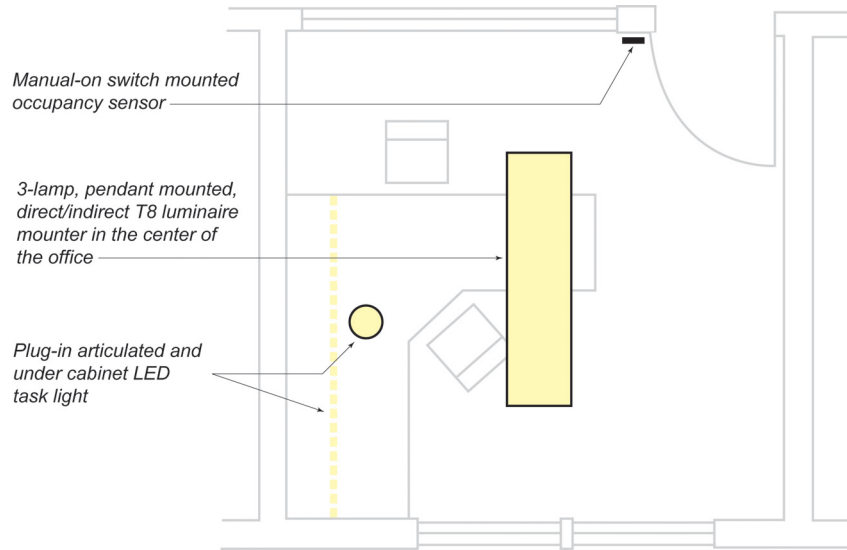 Manual-on switch mounted
occupancy sensor
3-lamp, pendant mounted,
direct/indirect T8 luminaire
mounter in the center of
the office
Plug-in articulated and
under cabinet LED
task light